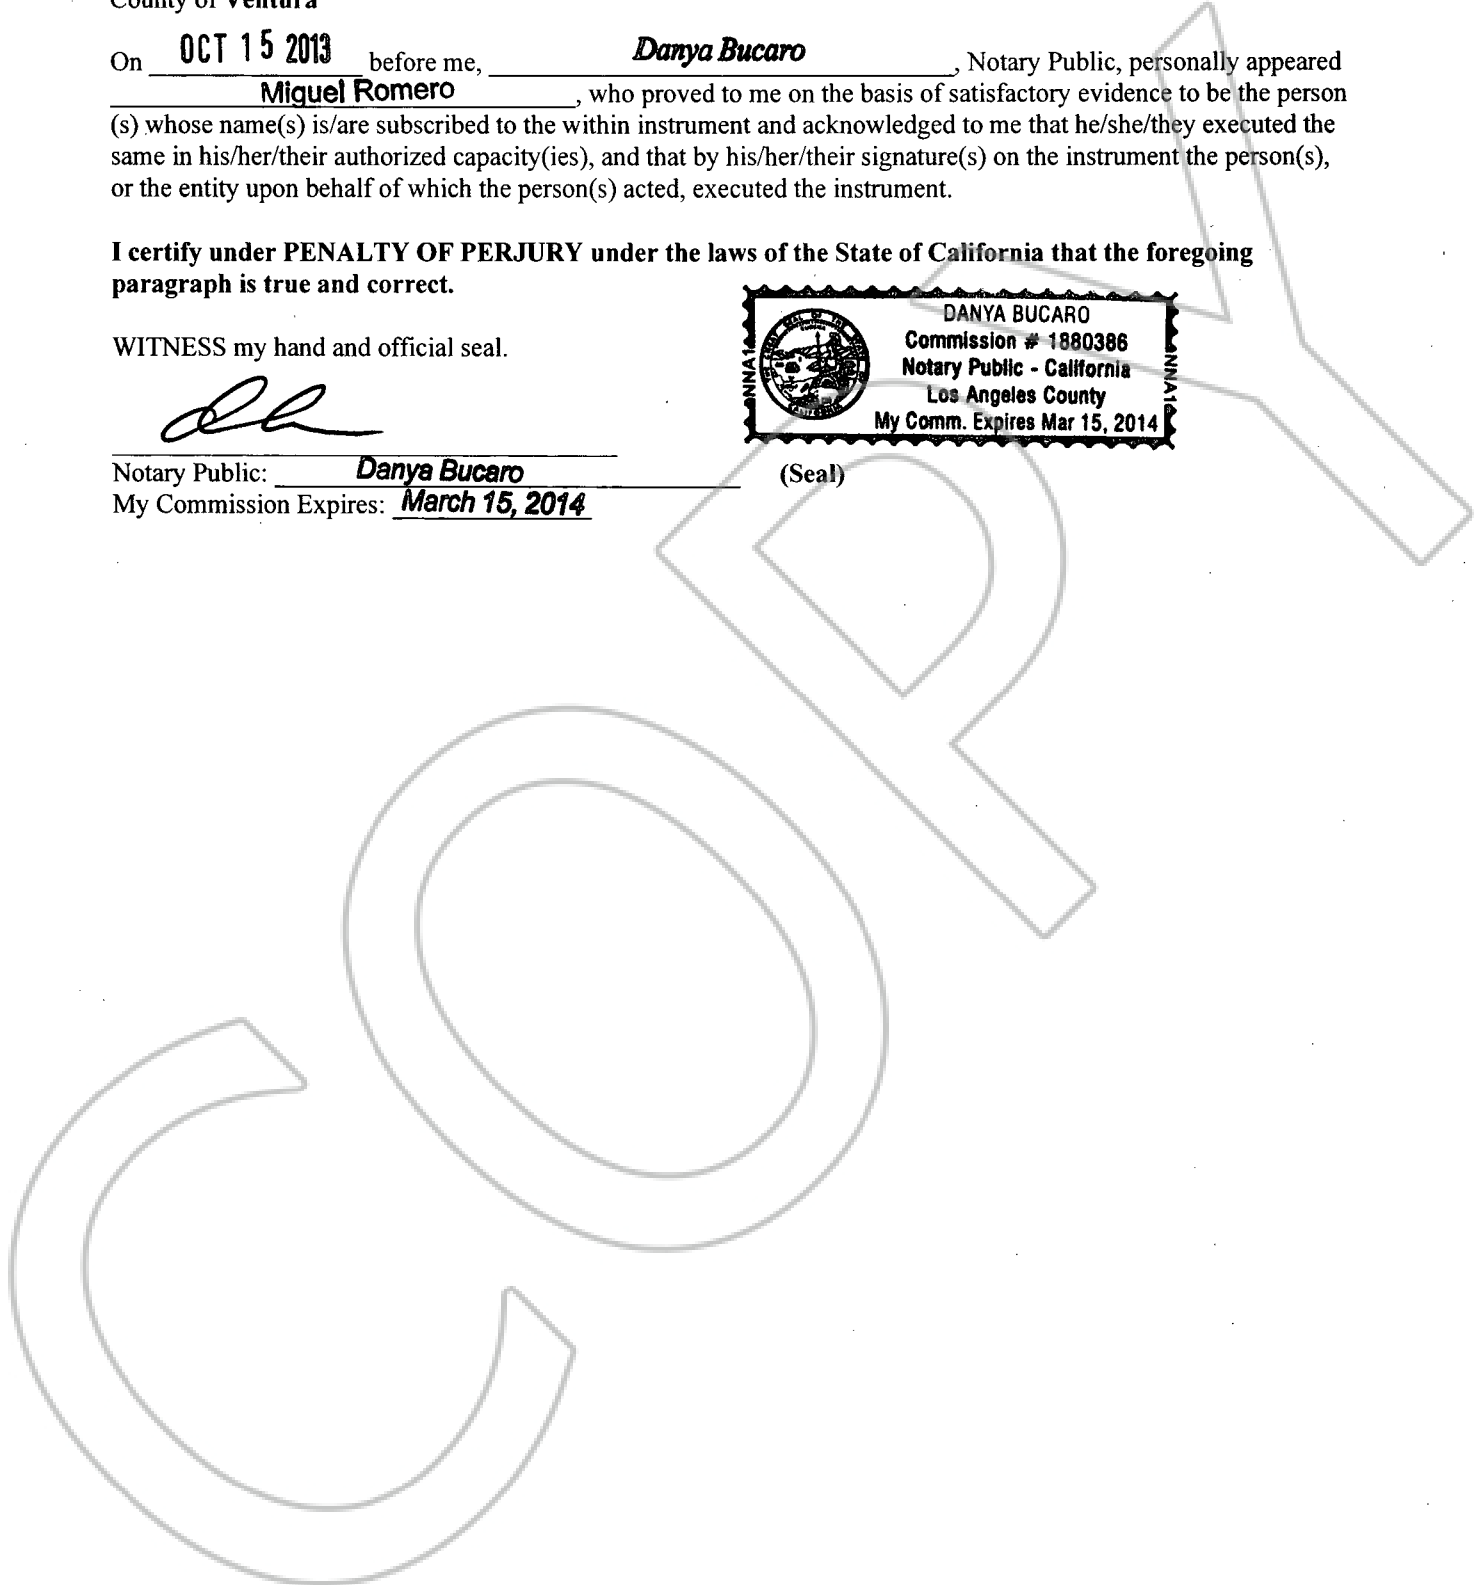 County of Ventura
On OCT 15 2013 before me, Danya Bucaro, Notary Public, personally appeared
Miguel Romero, who proved to me on the basis of satisfactory evidence to be the person
(s) whose name(s) is/are subscribed to the within instrument and acknowledged to me that he/she/they executed the
same in his/her/their authorized capacity(ies), and that by his/her/their signature(s) on the instrument the person(s),
or the entity upon behalf of which the person(s) acted, executed the instrument.
I certify under PENALTY OF PERJURY under the laws of the State of California that the foregoing
paragraph is true and correct.
WITNESS my hand and official seal.
DANYA BUCARO
Commission # 1880386
Notary Public - California
Los Angeles County
My Comm. Expires Mar 15, 2014
Notary Public: Danya Bucaro (Seal)
My Commission Expires: March 15, 2014
COPY